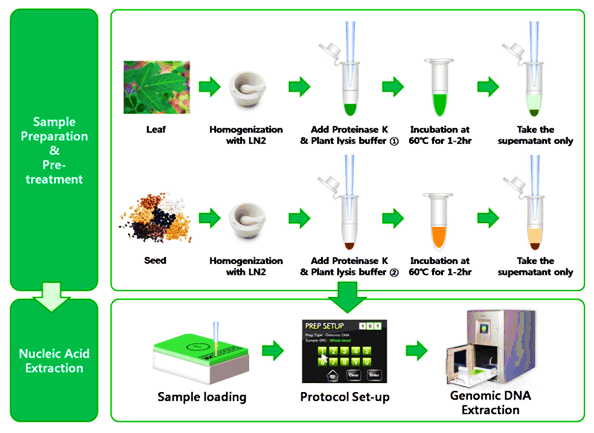 Sample
Preparation
&
Pre-
treatment
Leaf
Homogenization
with LN2
Add Proteinase K
& Plant lysis buffer ①
Incubation at
60℃ for 1-2hr
Take the
supernatant only
Seed
Homogenization
with LN2
Add Proteinase K
& Plant lysis buffer ②
Incubation at
60℃ for 1-2hr
Take the
supernatant only
Nucleic Acid
Extraction
PREP SETUP
1 0 1
Prep Type : Genomic DNA
Whole blood
Sample loading
Protocol Set-up
Genomic DNA
Extraction